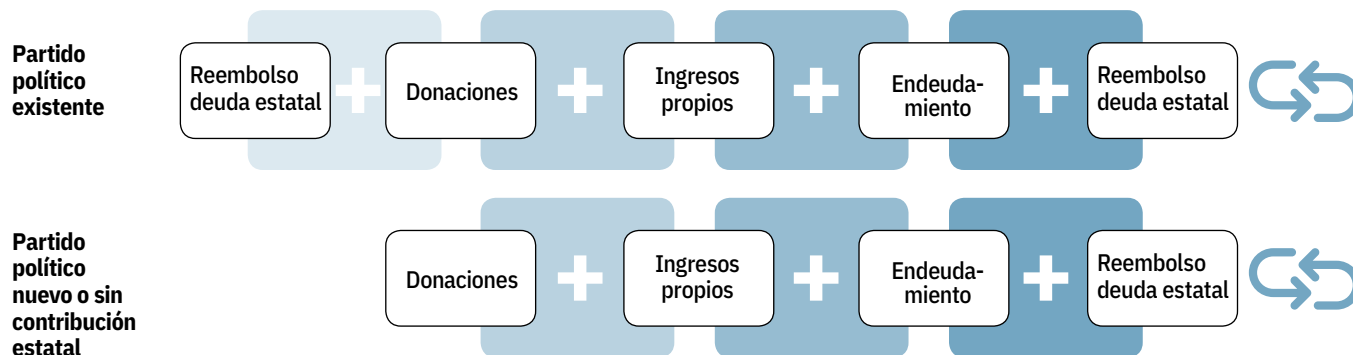 Partido
político
existente
Reembolso
deuda estatal
Donaciones
Ingresos
propios
Endeuda-
miento
Reembolso
deuda estatal
Partido
político
nuevo o sin
contribución
estatal
Donaciones
Ingresos
propios
Endeuda-
miento
Reembolso
deuda estatal